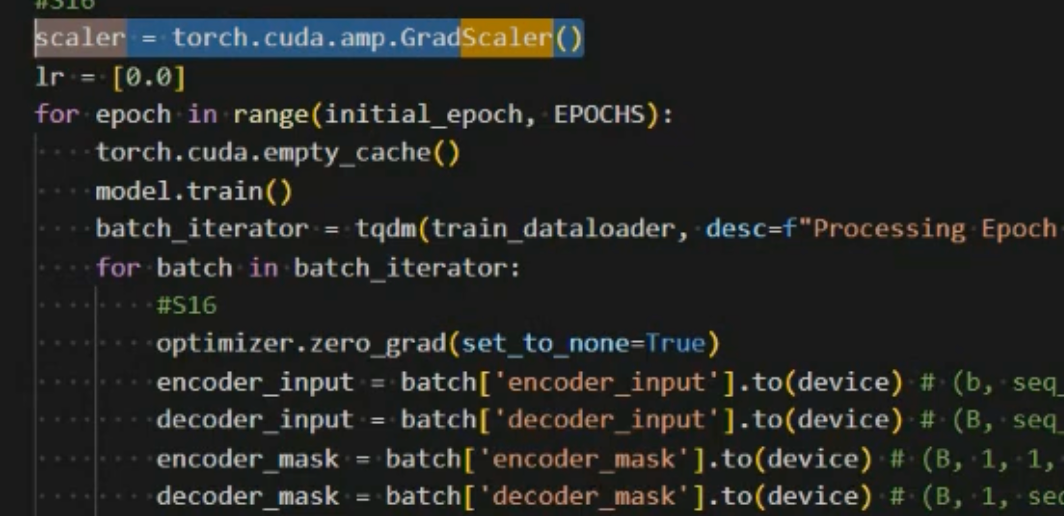 #S16
scaler = torch.cuda.amp.GradScaler()
lr = [0.0]
for epoch in range(initial_epoch, EPOCHS):
    torch.cuda.empty_cache()
    model.train()
    batch_iterator = tqdm(train_dataloader, desc=f"Processing Epoch
    for batch in batch_iterator:
        #S16
        optimizer.zero_grad(set_to_none=True)
        encoder_input = batch['encoder_input'].to(device) # (b, seq_
        decoder_input = batch['decoder_input'].to(device) # (B, seq_
        encoder_mask = batch['encoder_mask'].to(device) # (B, 1, 1,
        decoder_mask = batch['decoder_mask'].to(device) # (B, 1, seq